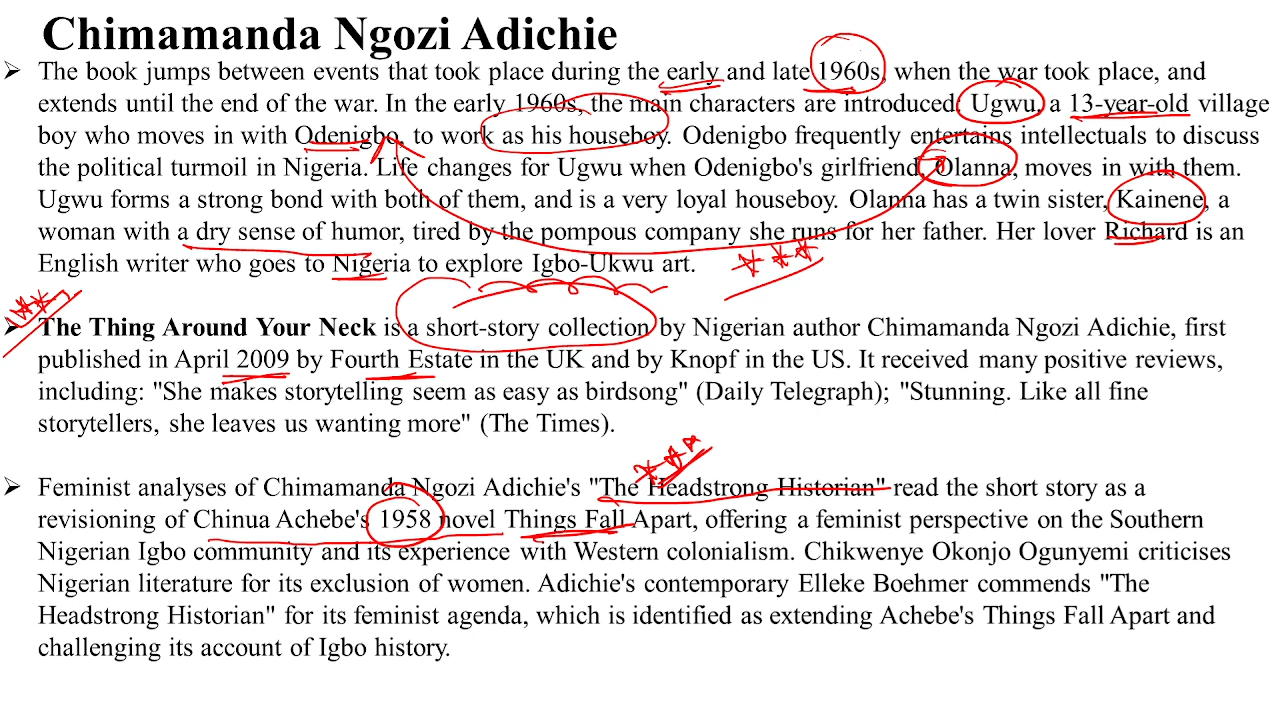 Chimamanda Ngozi Adichie
➢ The book jumps between events that took place during the early and late 1960s, when the war took place, and
extends until the end of the war. In the early 1960s, the main characters are introduced: Ugwu, a 13-year-old village
boy who moves in with Odenigbo, to work as his houseboy. Odenigbo frequently entertains intellectuals to discuss
the political turmoil in Nigeria. Life changes for Ugwu when Odenigbo's girlfriend, Olanna, moves in with them.
Ugwu forms a strong bond with both of them, and is a very loyal houseboy. Olanna has a twin sister, Kainene, a
woman with a dry sense of humor, tired by the pompous company she runs for her father. Her lover Richard is an
English writer who goes to Nigeria to explore Igbo-Ukwu art.
➢ The Thing Around Your Neck is a short-story collection by Nigerian author Chimamanda Ngozi Adichie, first
published in April 2009 by Fourth Estate in the UK and by Knopf in the US. It received many positive reviews,
including: "She makes storytelling seem as easy as birdsong" (Daily Telegraph); "Stunning. Like all fine
storytellers, she leaves us wanting more" (The Times).
➢ Feminist analyses of Chimamanda Ngozi Adichie's "The Headstrong Historian" read the short story as a
revisioning of Chinua Achebe's 1958 novel Things Fall Apart, offering a feminist perspective on the Southern
Nigerian Igbo community and its experience with Western colonialism. Chikwenye Okonjo Ogunyemi criticises
Nigerian literature for its exclusion of women. Adichie's contemporary Elleke Boehmer commends "The
Headstrong Historian" for its feminist agenda, which is identified as extending Achebe's Things Fall Apart and
challenging its account of Igbo history.